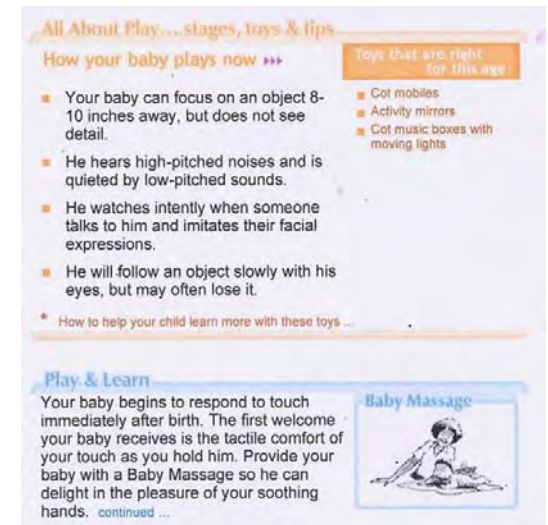 All About Play... stages, toys & tips
How your baby plays now
Toys that are right
for this age
Your baby can focus on an object 8-
10 inches away, but does not see
detail.
He hears high-pitched noises and is
quieted by low-pitched sounds.
He watches intently when someone
talks to him and imitates their facial
expressions.
He will follow an object slowly with his
eyes, but may often lose it.
* How to help your child learn more with these toys ...
Cot mobiles
Activity mirrors
Cot music boxes with
moving lights
Play & Learn
Your baby begins to respond to touch
immediately after birth. The first welcome
your baby receives is the tactile comfort of
your touch as you hold him. Provide your
baby with a Baby Massage so he can
delight in the pleasure of your soothing
hands. continued ...
Baby Massage